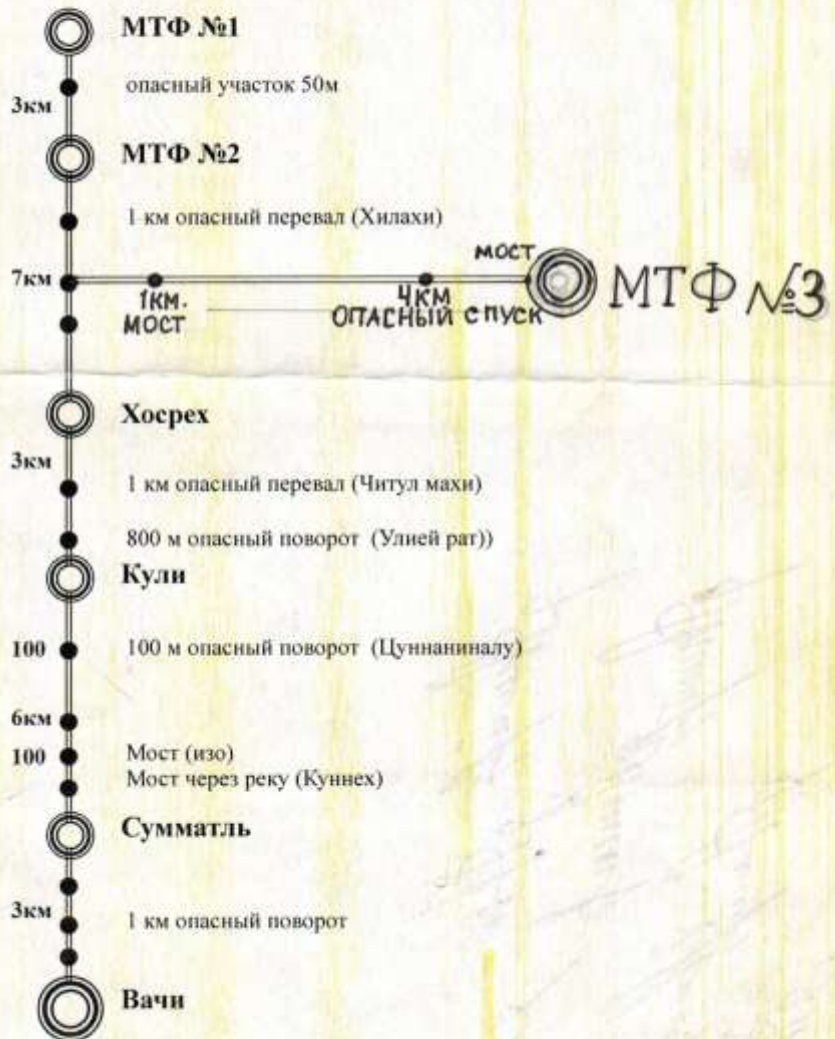 МТФ №1
опасный участок 50м
3км
МТФ №2
1 км опасный перевал (Хилахи)
МОСТ
7км
МТФ №3
1КМ.
МОСТ
4КМ
ОПАСНЫЙ СПУСК
Хосрех
3км
1 км опасный перевал (Читул махи)
800 м опасный поворот (Улией рат))
Кули
100 100 м опасный поворот (Цуннаниналу)
6км
100 Мост (изо)
Мост через реку (Куннех)
Сумматль
3км
1 км опасный поворот
Вачи